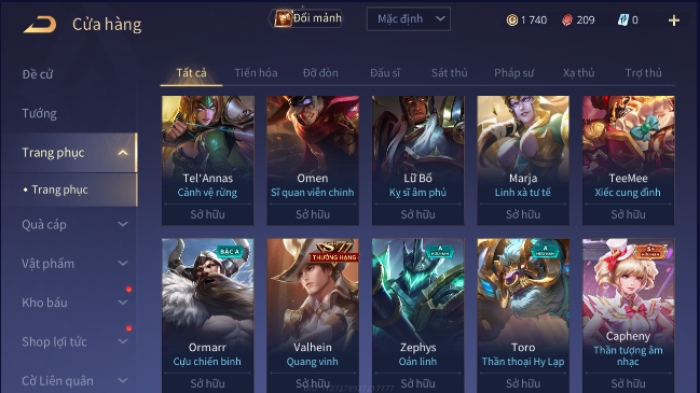 Cửa hàng
Đổi mảnh
Mặc định
1 740
209
0
Đề cử
Tướng
Trang phục
Trang phục
Quà cáp
Vật phẩm
Kho báu
Shop lợi tức
Cờ Liên quân
Tất cả
Tiến hóa
Đỡ đòn
Đấu sĩ
Sát thủ
Pháp sư
Xạ thủ
Trợ thủ
Tel'Annas
Cảnh vệ rừng
Sở hữu
Omen
Sĩ quan viễn chinh
Sở hữu
Lữ Bố
Kỵ sĩ âm phủ
Sở hữu
Marja
Linh xà tư tế
Sở hữu
TeeMee
Xiếc cung đình
Sở hữu
BẬC A
Ormarr
Cựu chiến binh
Sở hữu
THƯỞNG HẠNG
Valhein
Quang vinh
Sở hữu
A
Zephys
Oán linh
Sở hữu
A
Toro
Thần thoại Hy Lạp
Sở hữu
S+
Capheny
Thần tượng âm
nhạc
Sở hữu